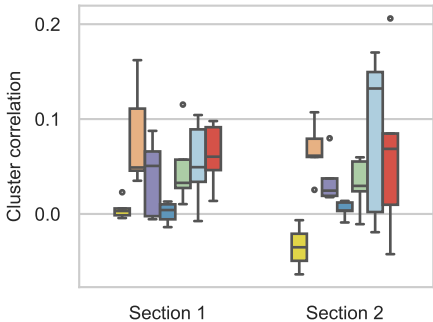 Cluster correlation
0.2
0.1
0.0
Section 1
Section 2